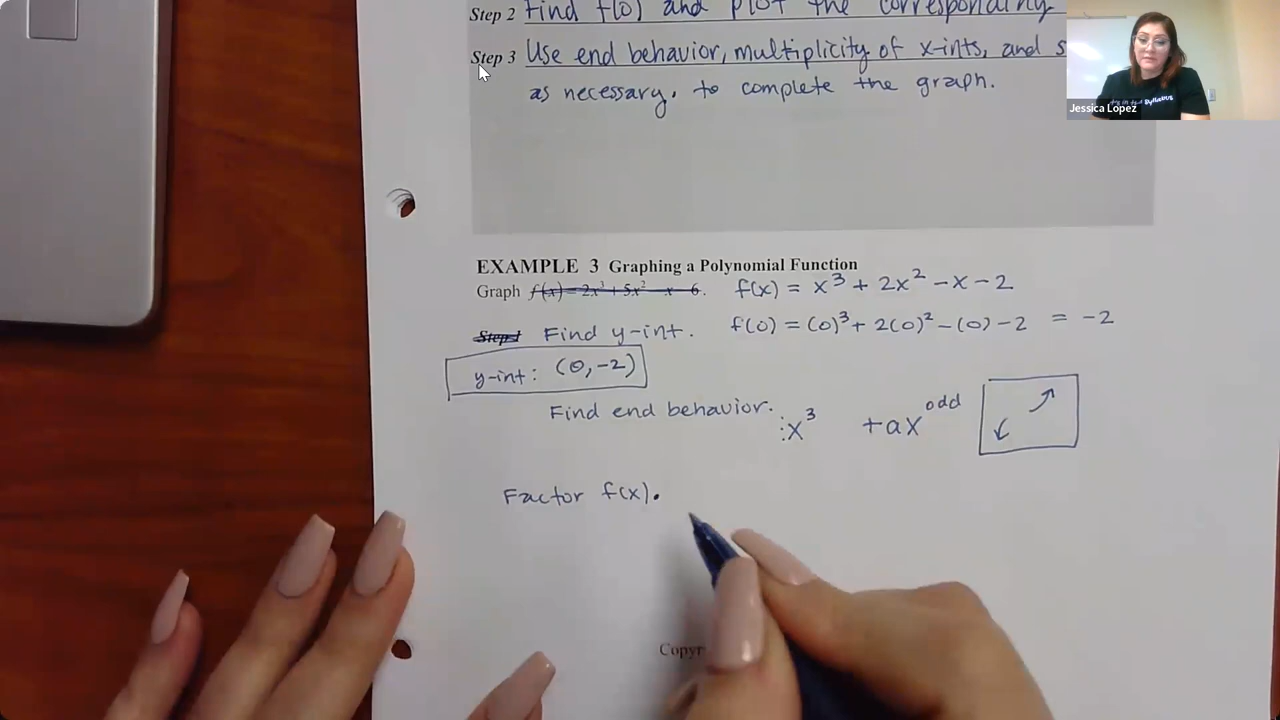 Step 2 Find f(0) and plot the corresponding
Step 3 Use end behavior, multiplicity of x-ints, and
as necessary. to complete the graph.
Jessica Lopez
EXAMPLE 3 Graphing a Polynomial Function
Graph f(x) = 2x³ + 5x² − x − 6. f(x) = x³ + 2x² − x − 2
Step 1 Find y-int. f(0) = (0)³ + 2(0)² − (0) − 2 = −2
y-int: (0, −2)
Find end behavior. : x³ +ax^odd
Factor f(x).